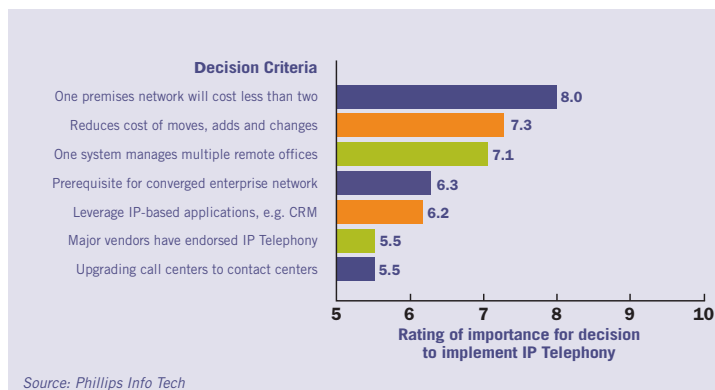 Decision Criteria
One premises network will cost less than two
8.0
Reduces cost of moves, adds and changes
7.3
One system manages multiple remote offices
7.1
Prerequisite for converged enterprise network
6.3
Leverage IP-based applications, e.g. CRM
6.2
Major vendors have endorsed IP Telephony
5.5
Upgrading call centers to contact centers
5.5
5 6 7 8 9 10
Rating of importance for decision
to implement IP Telephony
Source: Phillips Info Tech